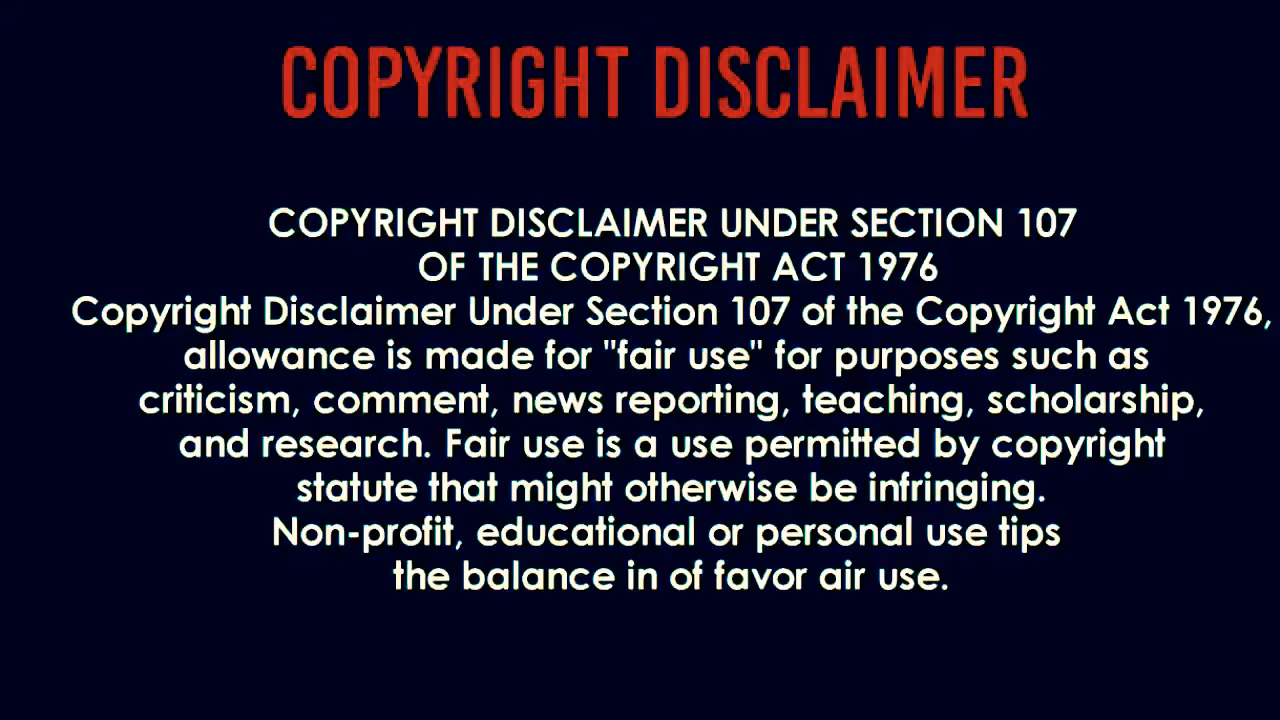 COPYRIGHT DISCLAIMER
COPYRIGHT DISCLAIMER UNDER SECTION 107
OF THE COPYRIGHT ACT 1976
Copyright Disclaimer Under Section 107 of the Copyright Act 1976,
allowance is made for "fair use" for purposes such as
criticism, comment, news reporting, teaching, scholarship,
and research. Fair use is a use permitted by copyright
statute that might otherwise be infringing.
Non-profit, educational or personal use tips
the balance in of favor air use.